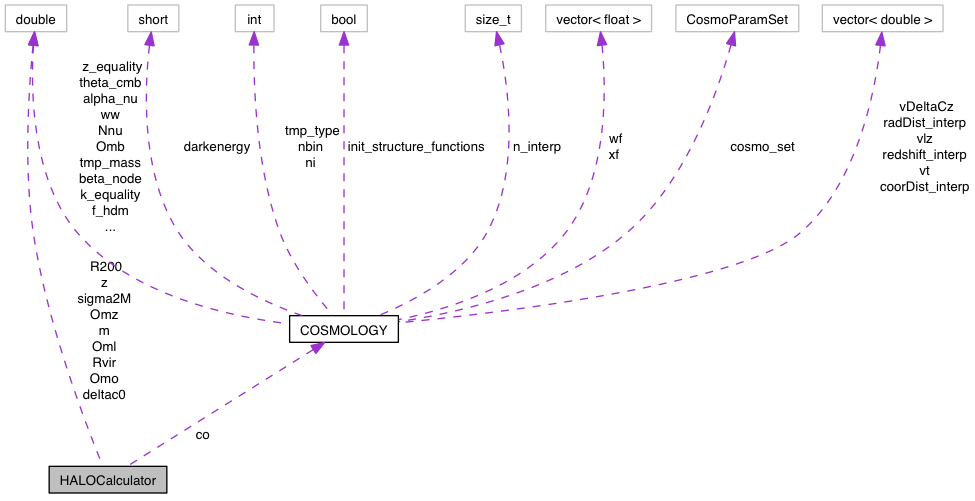 double
short
int
bool
size_t
vector< float >
CosmoParamSet
vector< double >
z_equality
theta_cmb
alpha_nu
ww
Nnu
Omb
tmp_mass
beta_node
k_equality
f_hdm
...
darkenergy
tmp_type
nbin
ni
init_structure_functions
n_interp
wf
xf
cosmo_set
vDeltaCz
radDist_interp
vlz
redshift_interp
vt
coorDist_interp
R200
z
sigma2M
Omz
m
Oml
Rvir
Omo
deltac0
COSMOLOGY
co
HALOCalculator